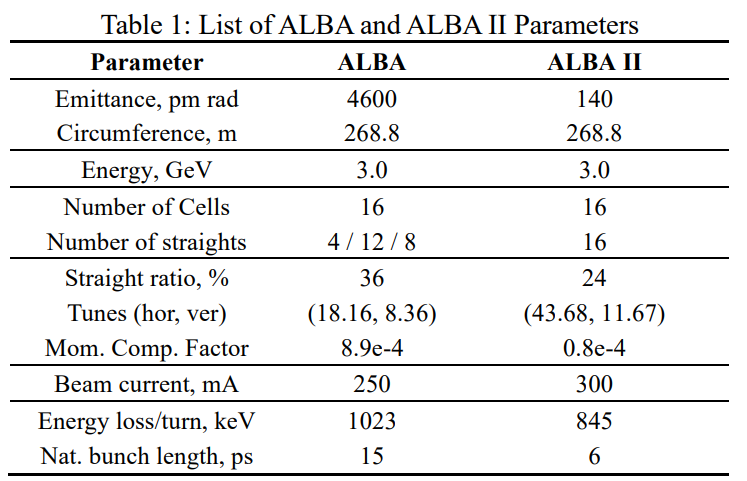 Table 1: List of ALBA and ALBA II Parameters
Parameter ALBA ALBA II
Emittance, pm rad 4600 140
Circumference, m 268.8 268.8
Energy, GeV 3.0 3.0
Number of Cells 16 16
Number of straights 4 / 12 / 8 16
Straight ratio, % 36 24
Tunes (hor, ver) (18.16, 8.36) (43.68, 11.67)
Mom. Comp. Factor 8.9e-4 0.8e-4
Beam current, mA 250 300
Energy loss/turn, keV 1023 845
Nat. bunch length, ps 15 6